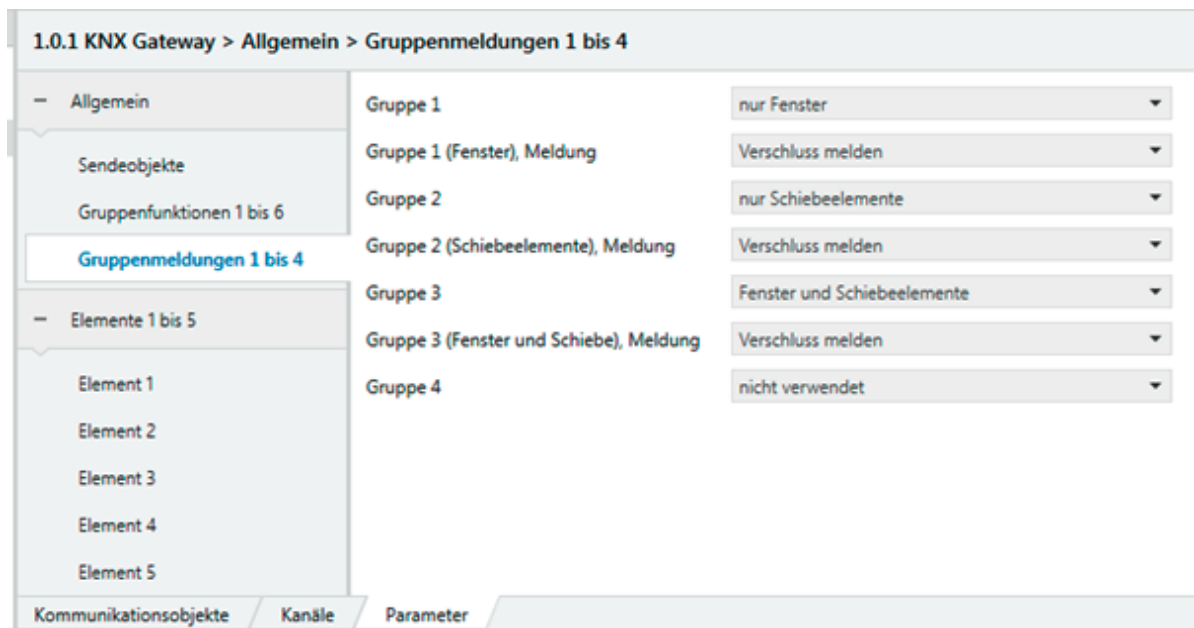 1.0.1 KNX Gateway > Allgemein > Gruppenmeldungen 1 bis 4
Allgemein
Sendeobjekte
Gruppenfunktionen 1 bis 6
Gruppenmeldungen 1 bis 4
Elemente 1 bis 5
Element 1
Element 2
Element 3
Element 4
Element 5
Gruppe 1 nur Fenster
Gruppe 1 (Fenster), Meldung Verschluss melden
Gruppe 2 nur Schiebeelemente
Gruppe 2 (Schiebeelemente), Meldung Verschluss melden
Gruppe 3 Fenster und Schiebeelemente
Gruppe 3 (Fenster und Schiebe), Meldung Verschluss melden
Gruppe 4 nicht verwendet
Kommunikationsobjekte Kanäle Parameter